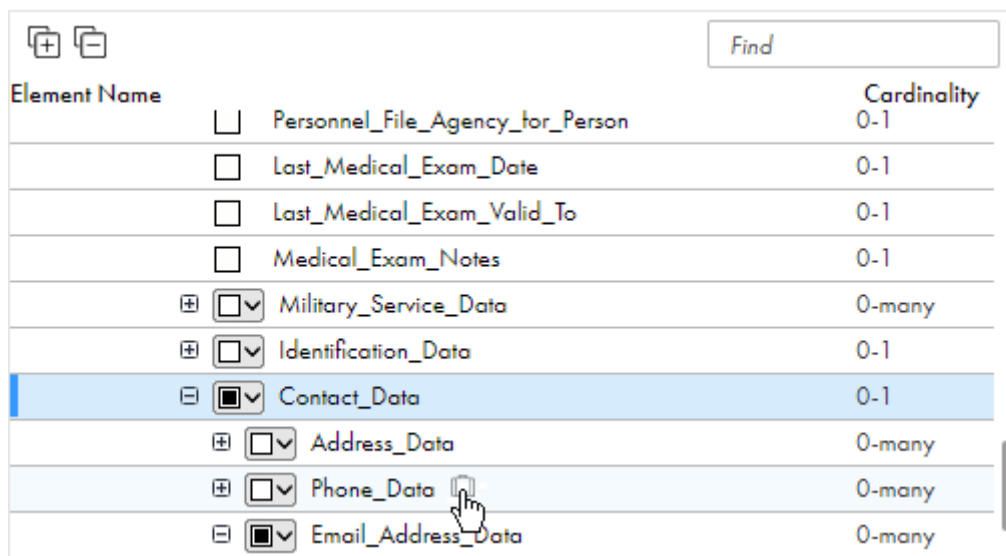 Find
Element Name Cardinality
Personnel_File_Agency_for_Person 0-1
Last_Medical_Exam_Date 0-1
Last_Medical_Exam_Valid_To 0-1
Medical_Exam_Notes 0-1
Military_Service_Data 0-many
Identification_Data 0-1
Contact_Data 0-1
Address_Data 0-many
Phone_Data 0-many
Email_Address_Data 0-many